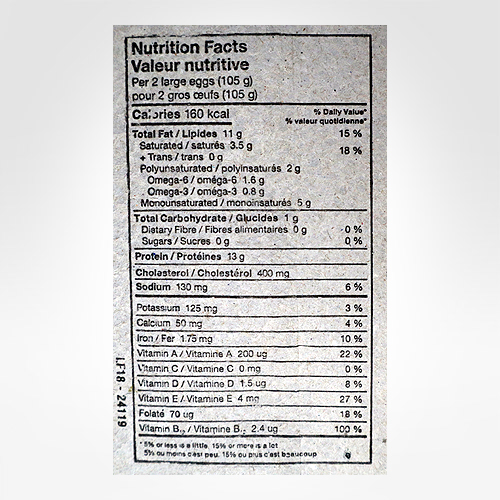 Nutrition Facts
Valeur nutritive
Per 2 large eggs (105 g)
pour 2 gros œufs (105 g)
Calories 160 kcal
% Daily Value*
% valeur quotidienne*
Total Fat / Lipides 11 g 15 %
Saturated / saturés 3.5 g
+ Trans / trans 0 g 18 %
Polyunsaturated / polyinsaturés 2 g
Omega-6 / oméga-6 1.6 g
Omega-3 / oméga-3 0.8 g
Monounsaturated / monoinsaturés 5 g
Total Carbohydrate / Glucides 1 g
Dietary Fibre / Fibres alimentaires 0 g 0 %
Sugars / Sucres 0 g 0 %
Protein / Protéines 13 g
Cholesterol / Cholestérol 400 mg
Sodium 130 mg 6 %
Potassium 125 mg 3 %
Calcium 50 mg 4 %
Iron / Fer 1.75 mg 10 %
Vitamin A / Vitamine A 200 ug 22 %
Vitamin C / Vitamine C 0 mg 0 %
Vitamin D / Vitamine D 1.5 ug 8 %
Vitamin E / Vitamine E 4 mg 27 %
Folate 70 ug 18 %
Vitamin B₁₂ / Vitamine B₁₂ 2.4 ug 100 %
* 5% or less is a little, 15% or more is a lot
5% ou moins c'est peu, 15% ou plus c'est beaucoup
LF18 - 24119